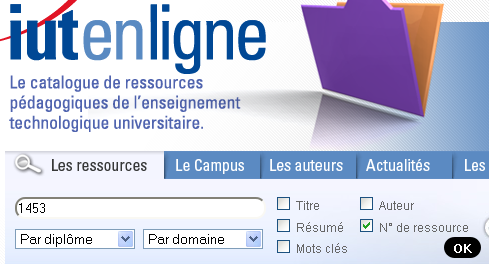 iutenligne
Le catalogue de ressources
pédagogiques de l'enseignement
technologique universitaire.
Les ressources Le Campus Les auteurs Actualités Les
1453 Titre Auteur
Résumé N° de ressource
Par diplôme Par domaine Mots clés OK